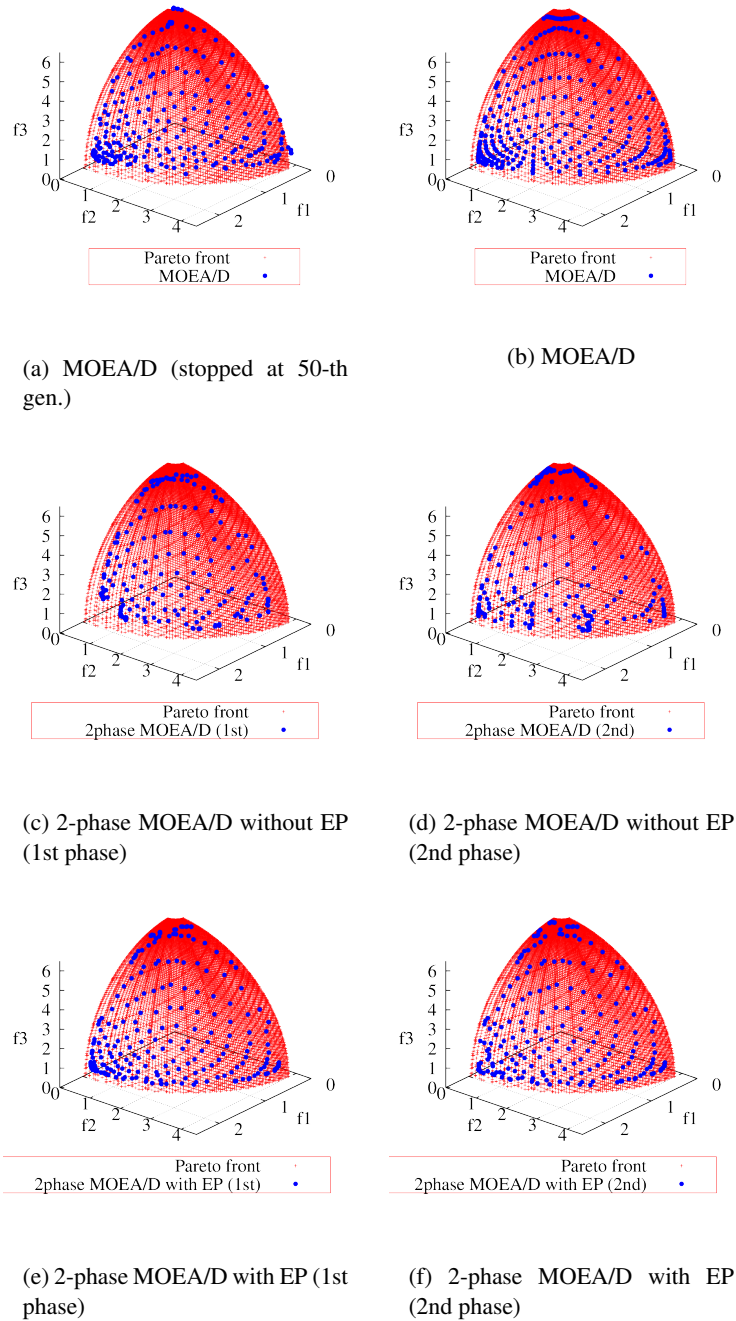 6
5
4
3
2
1
0
f3
0
1
2
3
4
f2
2
1
0
f1
Pareto front
MOEA/D
(a) MOEA/D (stopped at 50-th
gen.)
6
5
4
3
2
1
0
f3
0
1
2
3
4
f2
2
1
0
f1
Pareto front
MOEA/D
(b) MOEA/D
6
5
4
3
2
1
0
f3
0
1
2
3
4
f2
2
1
0
f1
Pareto front
2phase MOEA/D (1st)
(c) 2-phase MOEA/D without EP
(1st phase)
6
5
4
3
2
1
0
f3
0
1
2
3
4
f2
2
1
0
f1
Pareto front
2phase MOEA/D (2nd)
(d) 2-phase MOEA/D without EP
(2nd phase)
6
5
4
3
2
1
0
f3
0
1
2
3
4
f2
2
1
0
f1
Pareto front
2phase MOEA/D with EP (1st)
(e) 2-phase MOEA/D with EP (1st
phase)
6
5
4
3
2
1
0
f3
0
1
2
3
4
f2
2
1
0
f1
Pareto front
2phase MOEA/D with EP (2nd)
(f) 2-phase MOEA/D with EP
(2nd phase)